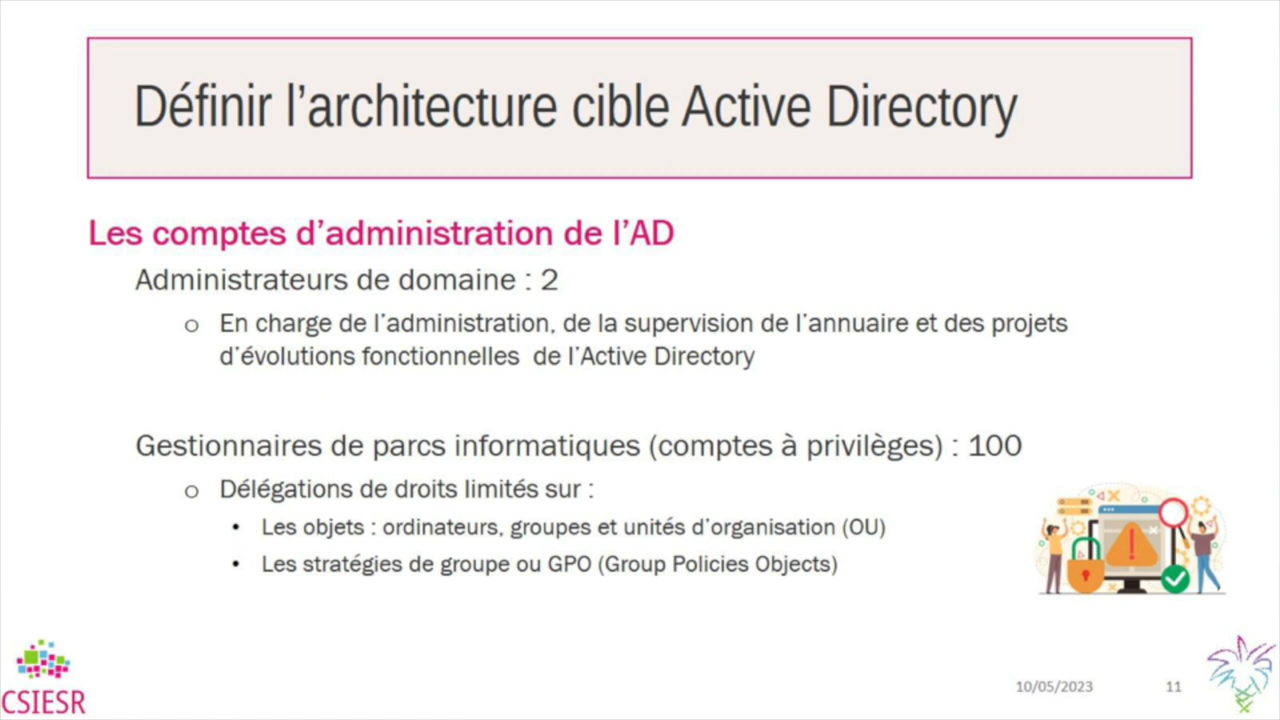 Définir l’architecture cible Active Directory
Les comptes d’administration de l’AD
Administrateurs de domaine : 2
o En charge de l’administration, de la supervision de l’annuaire et des projets
d’évolutions fonctionnelles de l’Active Directory
Gestionnaires de parcs informatiques (comptes à privilèges) : 100
o Délégations de droits limités sur :
• Les objets : ordinateurs, groupes et unités d’organisation (OU)
• Les stratégies de groupe ou GPO (Group Policies Objects)
CSIESR
10/05/2023 11